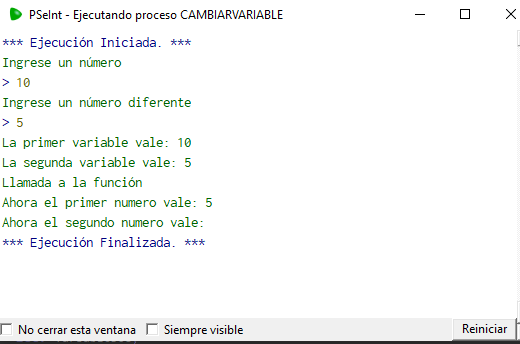 PSeInt - Ejecutando proceso CAMBIARVARIABLE
*** Ejecución Iniciada. ***
Ingrese un número
> 10
Ingrese un número diferente
> 5
La primer variable vale: 10
La segunda variable vale: 5
Llamada a la función
Ahora el primer numero vale: 5
Ahora el segundo numero vale:
*** Ejecución Finalizada. ***
No cerrar esta ventana Siempre visible Reiniciar